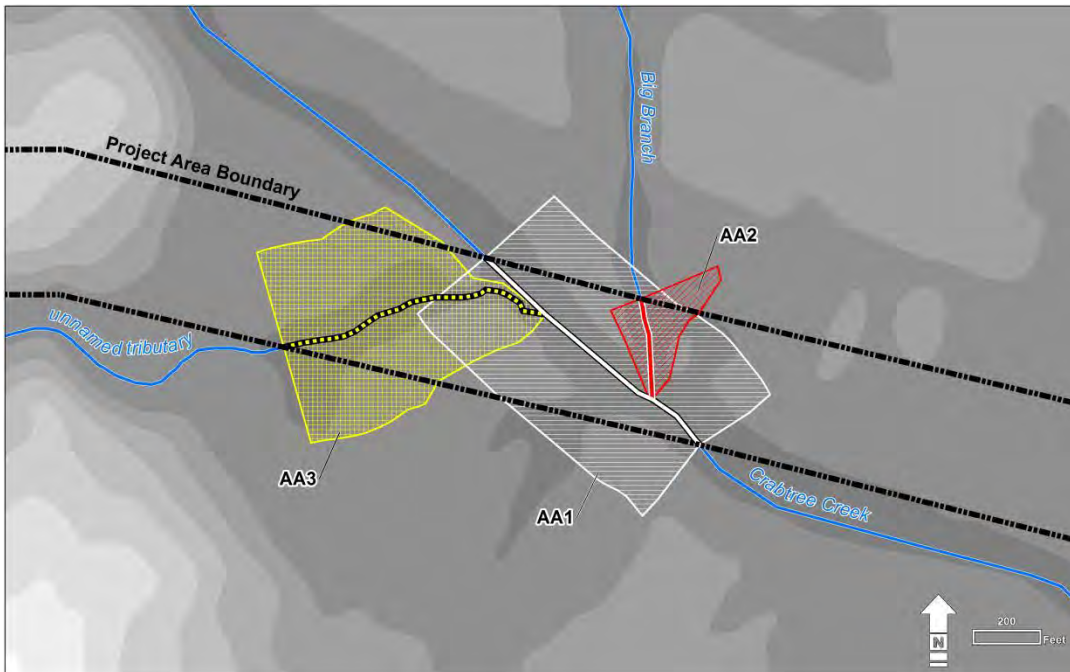 Project Area Boundary
Big Branch
AA2
unnamed tributary
AA3
AA1
Crabtree Creek
N
200
Feet